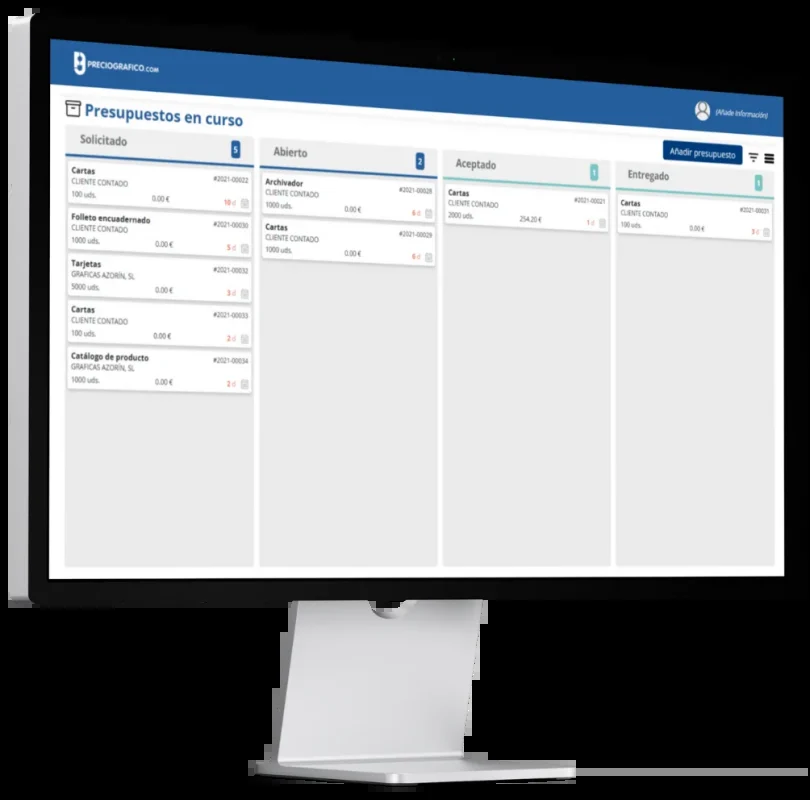 PRECIOGRAFICO.COM
¡Añade Información!
Presupuestos en curso
Añadir presupuesto
Solicitado 5
Cartas
CLIENTE CONTADO #2021-00022
100 uds. 0.00 € 10 d
Folleto encuadernado
CLIENTE CONTADO #2021-00030
1000 uds. 0.00 € 5 d
Tarjetas
GRAFICAS AZORÍN, SL #2021-00032
5000 uds. 0.00 € 3 d
Cartas
CLIENTE CONTADO #2021-00033
100 uds. 0.00 € 2 d
Catálogo de producto
GRAFICAS AZORÍN, SL #2021-00034
1000 uds. 0.00 € 2 d
Abierto 2
Archivador
CLIENTE CONTADO #2021-00028
1000 uds. 0.00 € 6 d
Cartas
CLIENTE CONTADO #2021-00029
1000 uds. 0.00 € 6 d
Aceptado 1
Cartas
CLIENTE CONTADO #2021-00021
2000 uds. 254.20 € 1 d
Entregado 1
Cartas
CLIENTE CONTADO #2021-00031
100 uds. 0.00 € 3 d